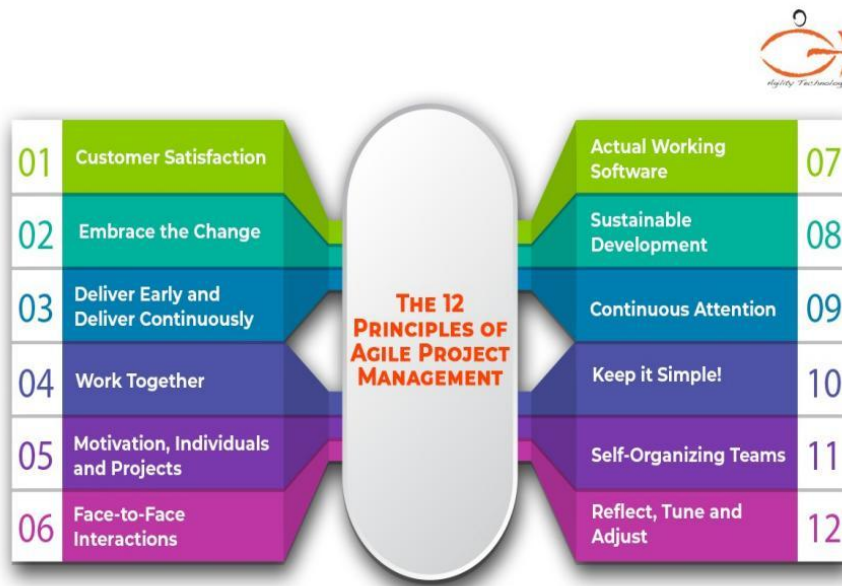 Agility Technology
01
Customer Satisfaction
02
Embrace the Change
03
Deliver Early and
Deliver Continuously
04
Work Together
05
Motivation, Individuals
and Projects
06
Face-to-Face
Interactions
THE 12
PRINCIPLES OF
AGILE PROJECT
MANAGEMENT
Actual Working
Software
07
Sustainable
Development
08
Continuous Attention
09
Keep it Simple!
10
Self-Organizing Teams
11
Reflect, Tune and
Adjust
12